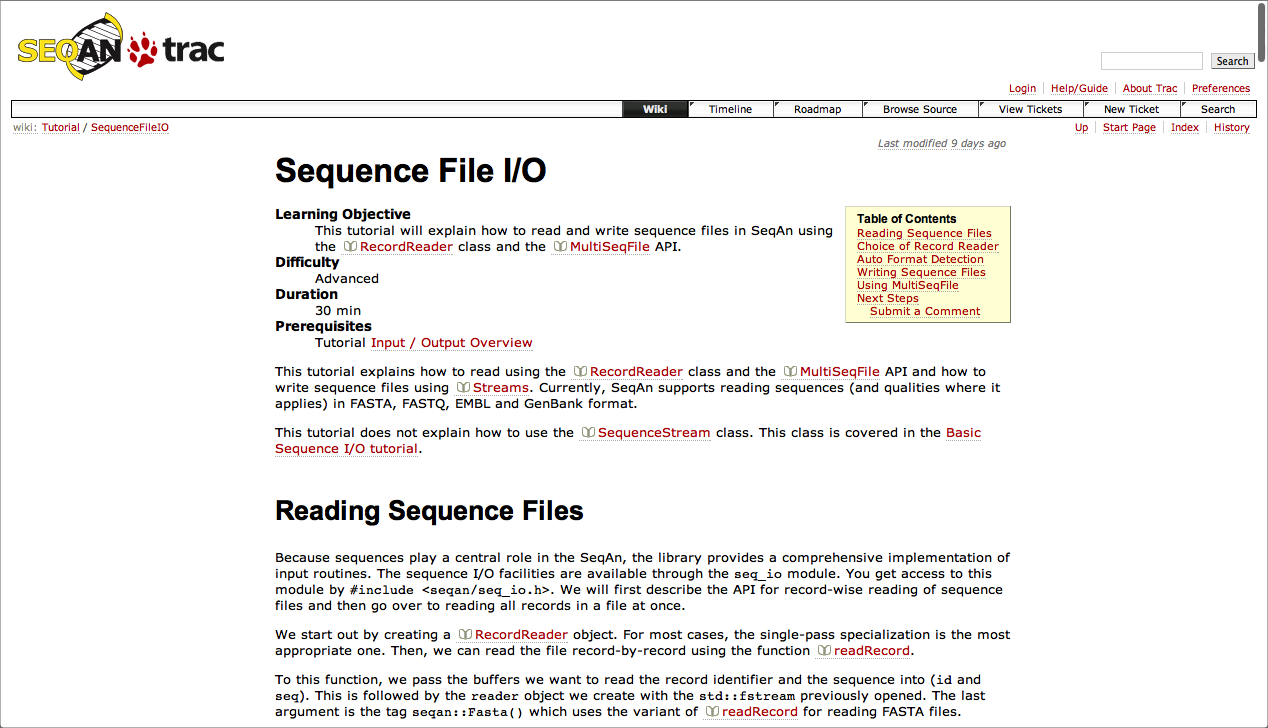 SEQAN trac
Search
Login Help/Guide About Trac Preferences
Wiki Timeline Roadmap Browse Source View Tickets New Ticket Search
wiki: Tutorial / SequenceFileIO
Up Start Page Index History
Last modified 9 days ago
Sequence File I/O
Learning Objective
This tutorial will explain how to read and write sequence files in SeqAn using
the RecordReader class and the MultiSeqFile API.
Difficulty
Advanced
Duration
30 min
Prerequisites
Tutorial Input / Output Overview
Table of Contents
Reading Sequence Files
Choice of Record Reader
Auto Format Detection
Writing Sequence Files
Using MultiSeqFile
Next Steps
Submit a Comment
This tutorial explains how to read using the RecordReader class and the MultiSeqFile API and how to
write sequence files using Streams. Currently, SeqAn supports reading sequences (and qualities where it
applies) in FASTA, FASTQ, EMBL and GenBank format.
This tutorial does not explain how to use the SequenceStream class. This class is covered in the Basic
Sequence I/O tutorial.
Reading Sequence Files
Because sequences play a central role in the SeqAn, the library provides a comprehensive implementation of
input routines. The sequence I/O facilities are available through the seq_io module. You get access to this
module by #include <seqan/seq_io.h>. We will first describe the API for record-wise reading of sequence
files and then go over to reading all records in a file at once.
We start out by creating a RecordReader object. For most cases, the single-pass specialization is the most
appropriate one. Then, we can read the file record-by-record using the function readRecord.
To this function, we pass the buffers we want to read the record identifier and the sequence into (id and
seq). This is followed by the reader object we create with the std::fstream previously opened. The last
argument is the tag seqan::Fasta() which uses the variant of readRecord for reading FASTA files.